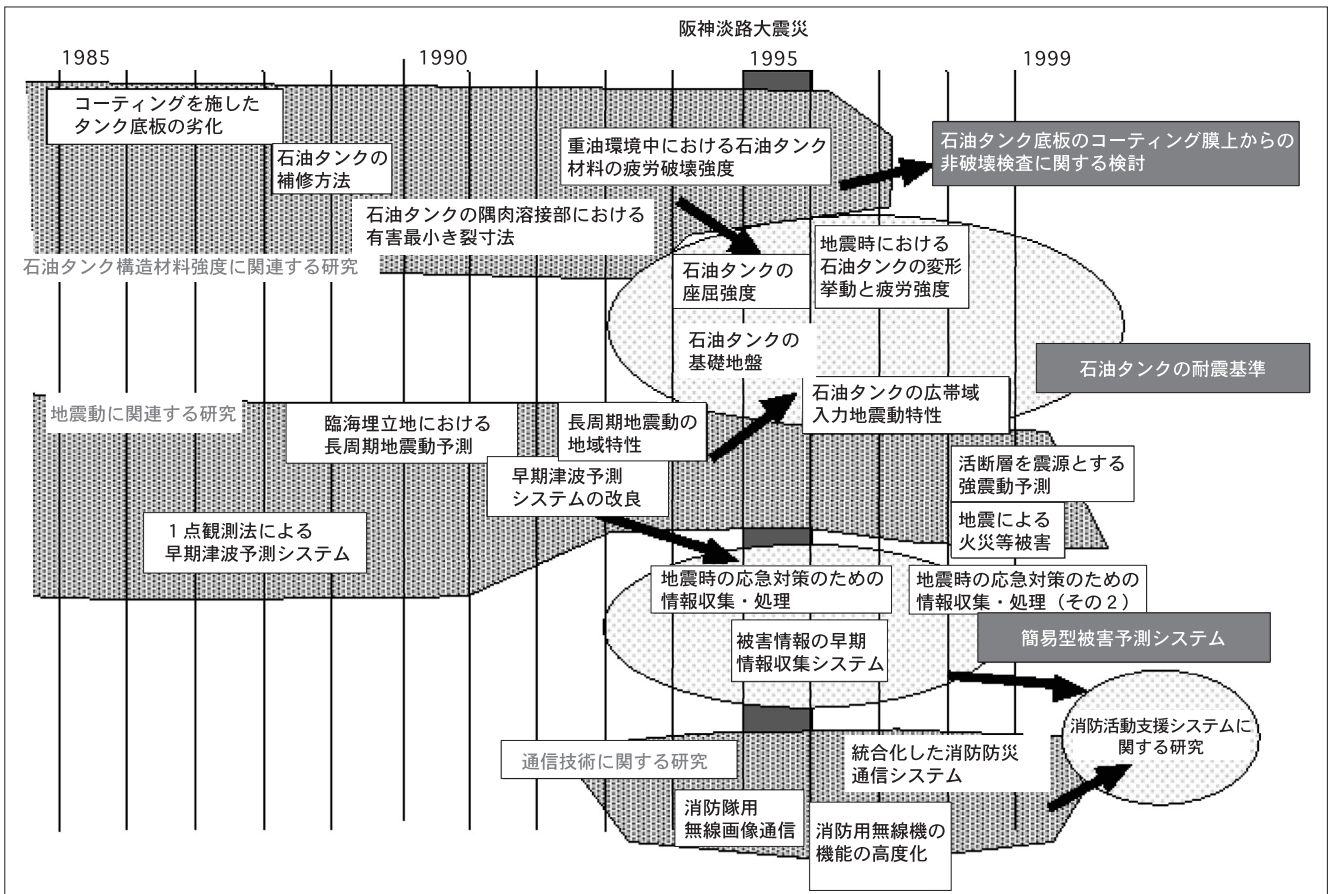 阪神淡路大震災
1985
1990
1995
1999
コーティングを施した
タンク底板の劣化
石油タンクの
補修方法
重油環境中における石油タンク
材料の疲労破壊強度
石油タンク底板のコーティング膜上からの
非破壊検査に関する検討
石油タンクの隅肉溶接部における
有害最小き裂寸法
石油タンク構造材料強度に関連する研究
石油タンクの
座屈強度
地震時における
石油タンクの変形
挙動と疲労強度
石油タンクの
基礎地盤
石油タンクの耐震基準
石油タンクの広帯域
入力地震動特性
地震動に関連する研究
臨海埋立地における
長周期地震動予測
長周期地震動の
地域特性
早期津波予測
システムの改良
活断層を震源とする
強震動予測
1点観測法による
早期津波予測システム
地震による
火災等被害
地震時の応急対策のための
情報収集・処理
地震時の応急対策のための
情報収集・処理(その2)
被害情報の早期
情報収集システム
簡易型被害予測システム
消防活動支援システムに
関する研究
通信技術に関する研究
統合化した消防防災
通信システム
消防隊用
無線画像通信
消防用無線機の
機能の高度化